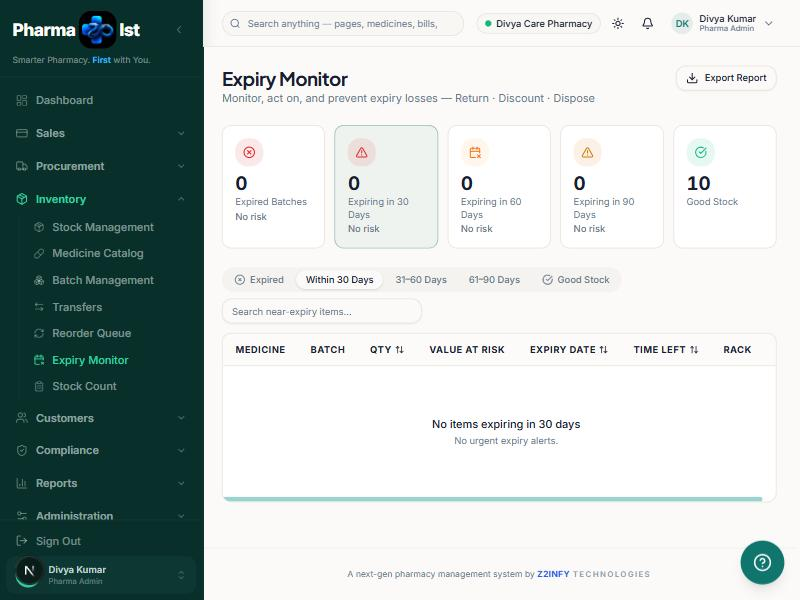 Pharma Ist
Smarter Pharmacy. First with You.
Dashboard
Sales
Procurement
Inventory
Stock Management
Medicine Catalog
Batch Management
Transfers
Reorder Queue
Expiry Monitor
Stock Count
Customers
Compliance
Reports
Administration
Sign Out
N
Divya Kumar
Pharma Admin
Search anything — pages, medicines, bills,
Divya Care Pharmacy
DK
Divya Kumar
Pharma Admin
Expiry Monitor
Monitor, act on, and prevent expiry losses — Return · Discount · Dispose
Export Report
0
Expired Batches
No risk
0
Expiring in 30
Days
No risk
0
Expiring in 60
Days
No risk
0
Expiring in 90
Days
No risk
10
Good Stock
Expired Within 30 Days 31–60 Days 61–90 Days Good Stock
Search near-expiry items...
MEDICINE BATCH QTY VALUE AT RISK EXPIRY DATE TIME LEFT RACK
No items expiring in 30 days
No urgent expiry alerts.
A next-gen pharmacy management system by Z2INFY TECHNOLOGIES